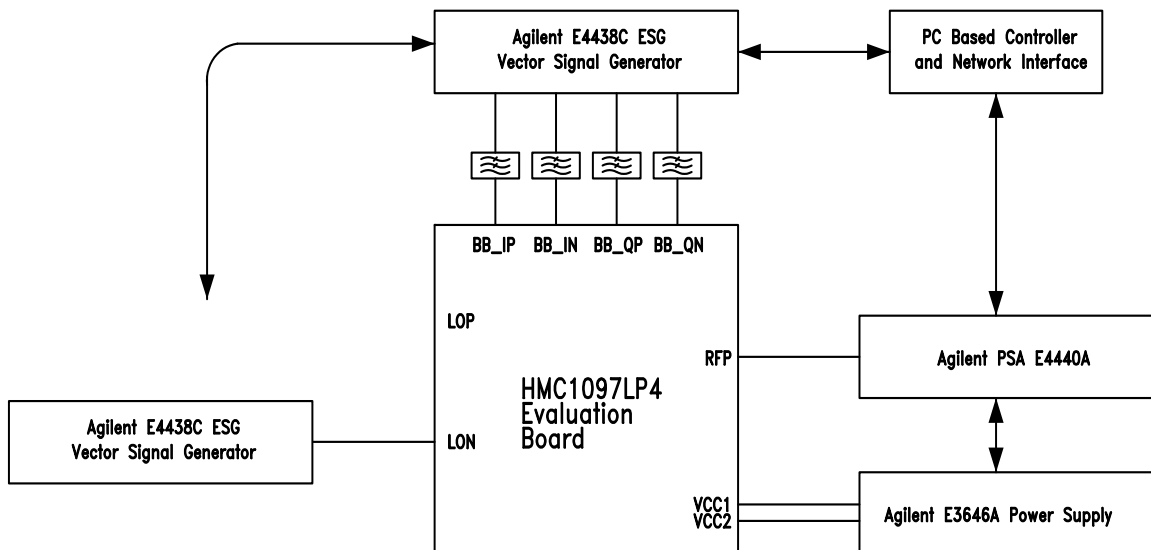 Agilent E4438C ESG
Vector Signal Generator
PC Based Controller
and Network Interface
BB_IP BB_IN BB_QP BB_QN
LOP
RFP
Agilent PSA E4440A
HMC1097LP4
Evaluation
Board
Agilent E4438C ESG
Vector Signal Generator
LON
VCC1
VCC2
Agilent E3646A Power Supply